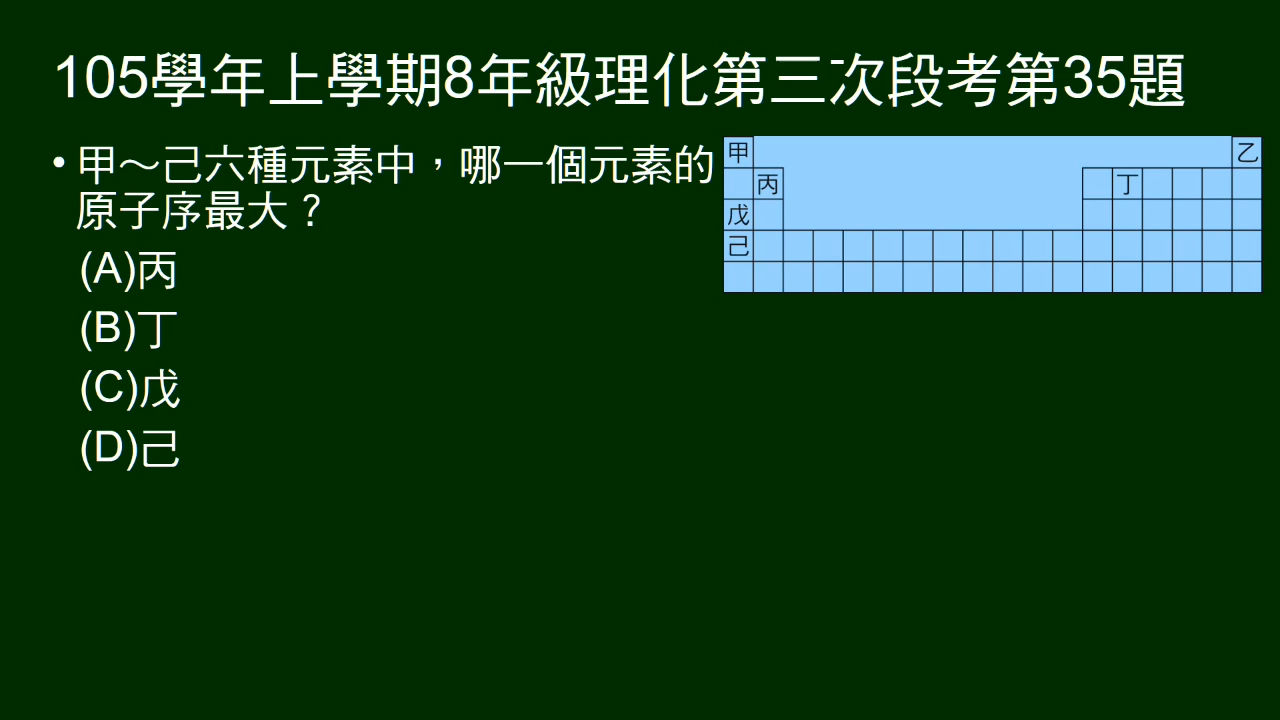 105學年上學期8年級理化第三次段考第35題
• 甲～己六種元素中，哪一個元素的
原子序最大？
(A)丙
(B)丁
(C)戊
(D)己
甲 乙
丙 丁
戊
己